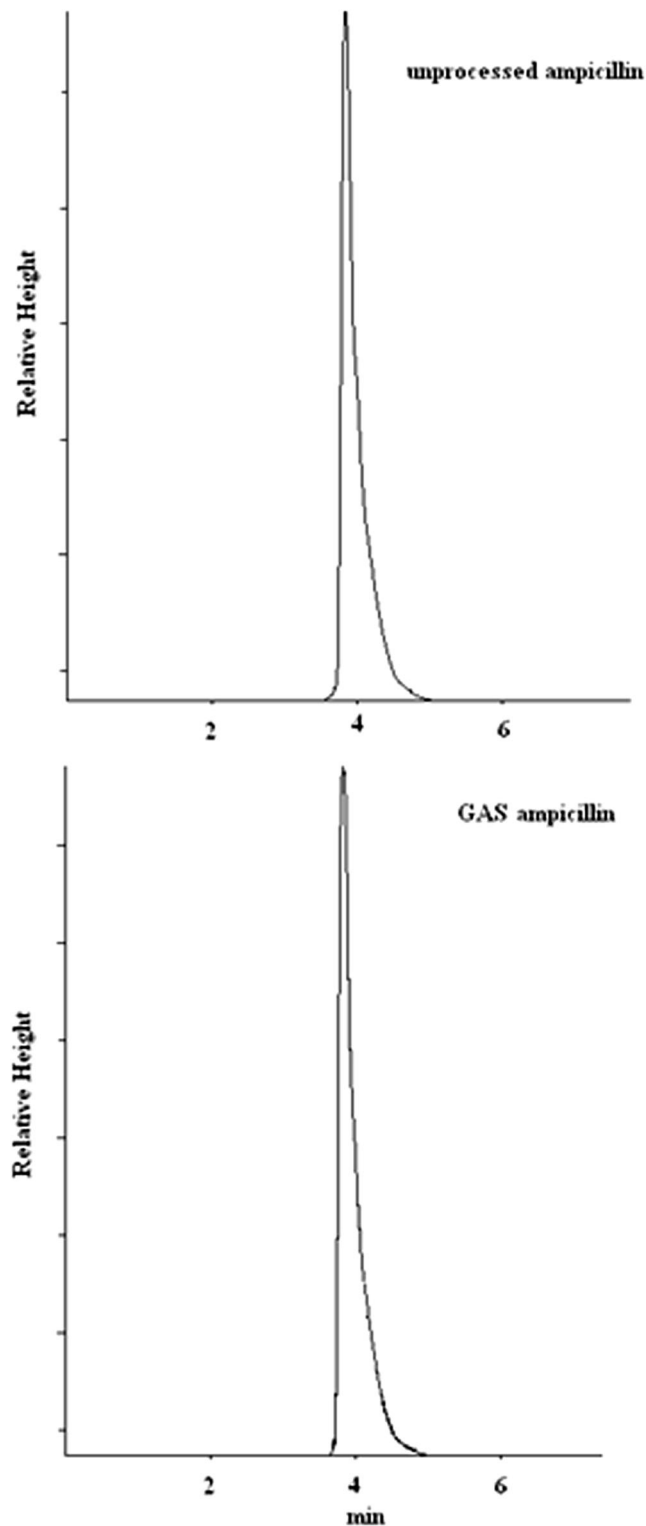 unprocessed ampicillin
Relative Height
2 4 6
GAS ampicillin
Relative Height
2 4 6
min